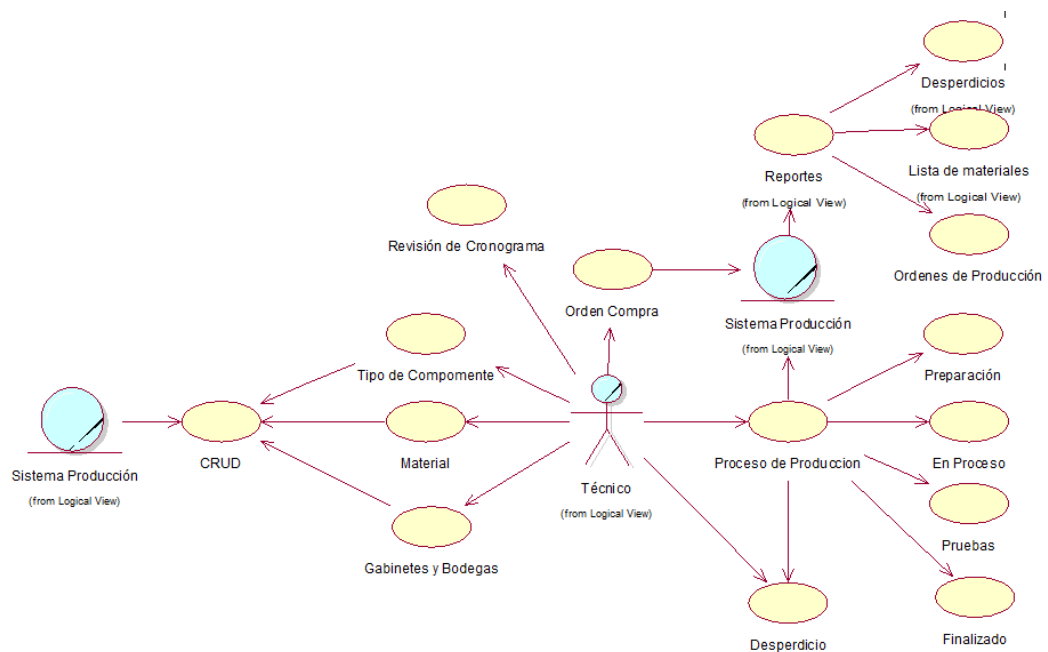 Desperdicios
(from Logical View)
Lista de materiales
(from Logical View)
Reportes
(from Logical View)
Ordenes de Producción
Revisión de Cronograma
Orden Compra
Sistema Producción
(from Logical View)
Tipo de Compomente
Preparación
Sistema Producción
(from Logical View)
CRUD
Material
Técnico
(from Logical View)
Proceso de Produccion
En Proceso
Pruebas
Gabinetes y Bodegas
Desperdicio
Finalizado